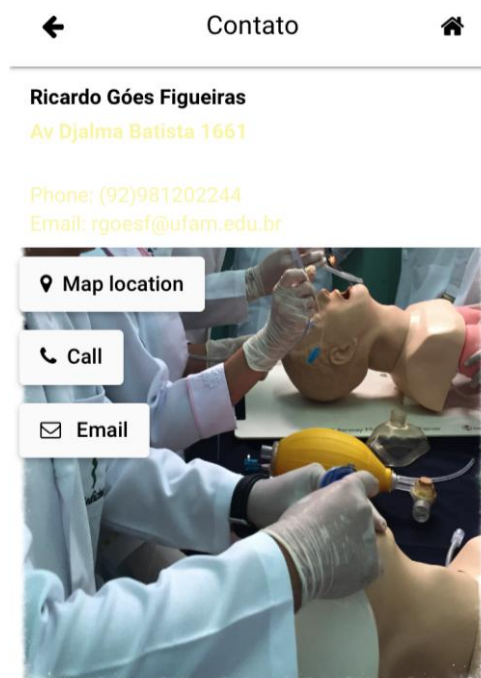 Contato
Ricardo Góes Figueiras
Av Djalma Batista 1661
Phone: (92)981202244
Email: rgoesf@ufam.edu.br
Map location
Call
Email